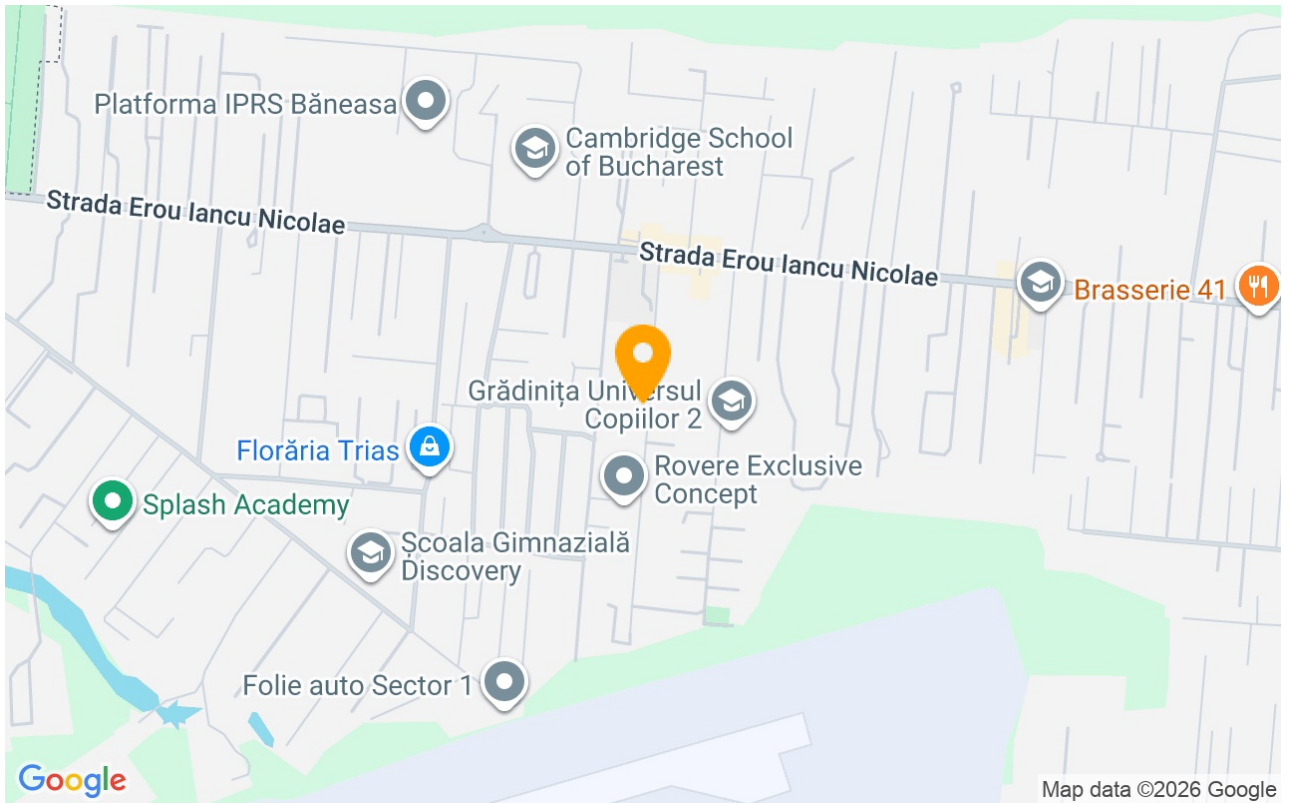 Platforma IPRS Băneasa
Cambridge School
of Bucharest
Strada Erou Iancu Nicolae
Strada Erou Iancu Nicolae
Brasserie 41
Grădinița Universul
Copiilor 2
Florăria Trias
Rovere Exclusive
Concept
Splash Academy
Școala Gimnazială
Discovery
Folie auto Sector 1
Google
Map data ©2026 Google